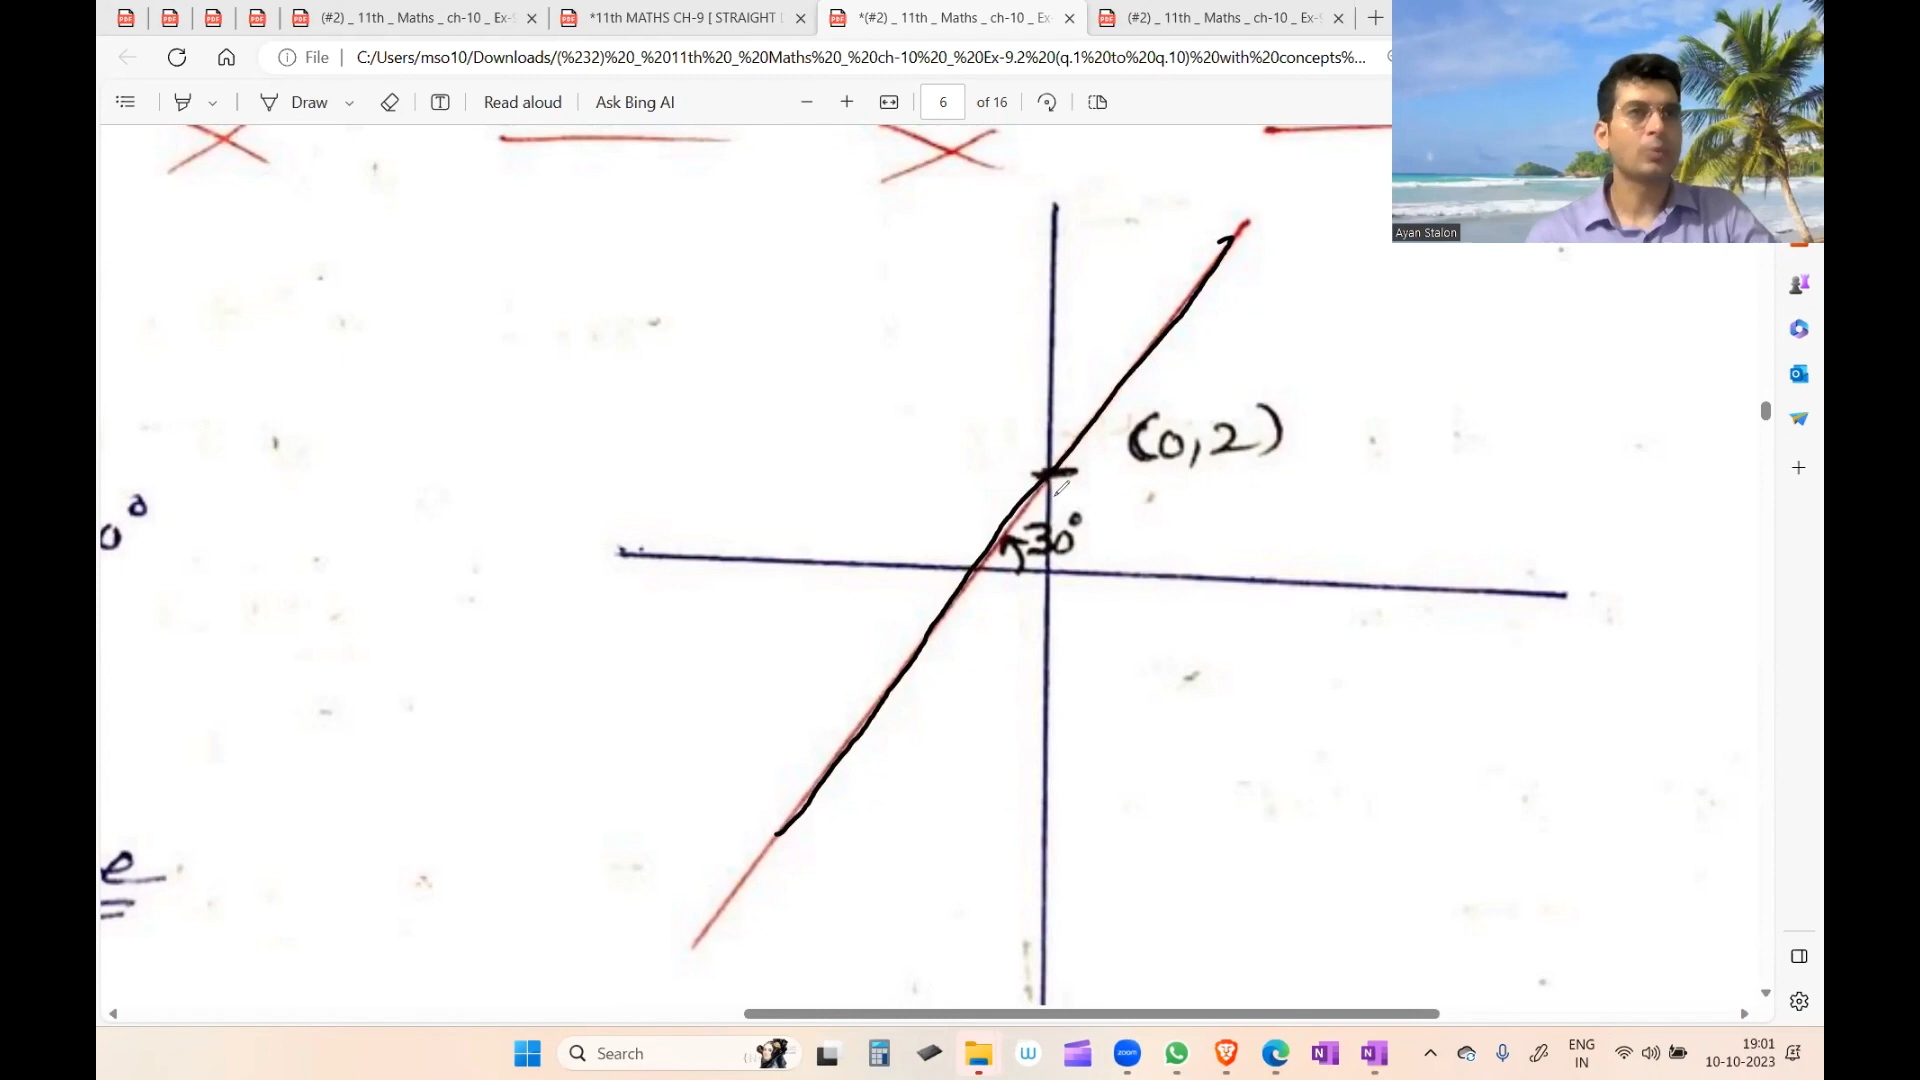 (#2) _ 11th _ Maths _ ch-10 _ Ex-9
*11th MATHS CH-9 [ STRAIGHT L
*(#2) _ 11th _ Maths _ ch-10 _ Ex-
(#2) _ 11th _ Maths _ ch-10 _ Ex-9
File
C:/Users/mso10/Downloads/(%232)%20_%2011th%20_%20Maths%20_%20ch-10%20_%20Ex-9.2%20(q.1%20to%20q.10)%20with%20concepts%...
Draw
Read aloud
Ask Bing AI
6 of 16
Ayan Stalon
(0,2)
30°
0°
e
Search
ENG
IN
19:01
10-10-2023